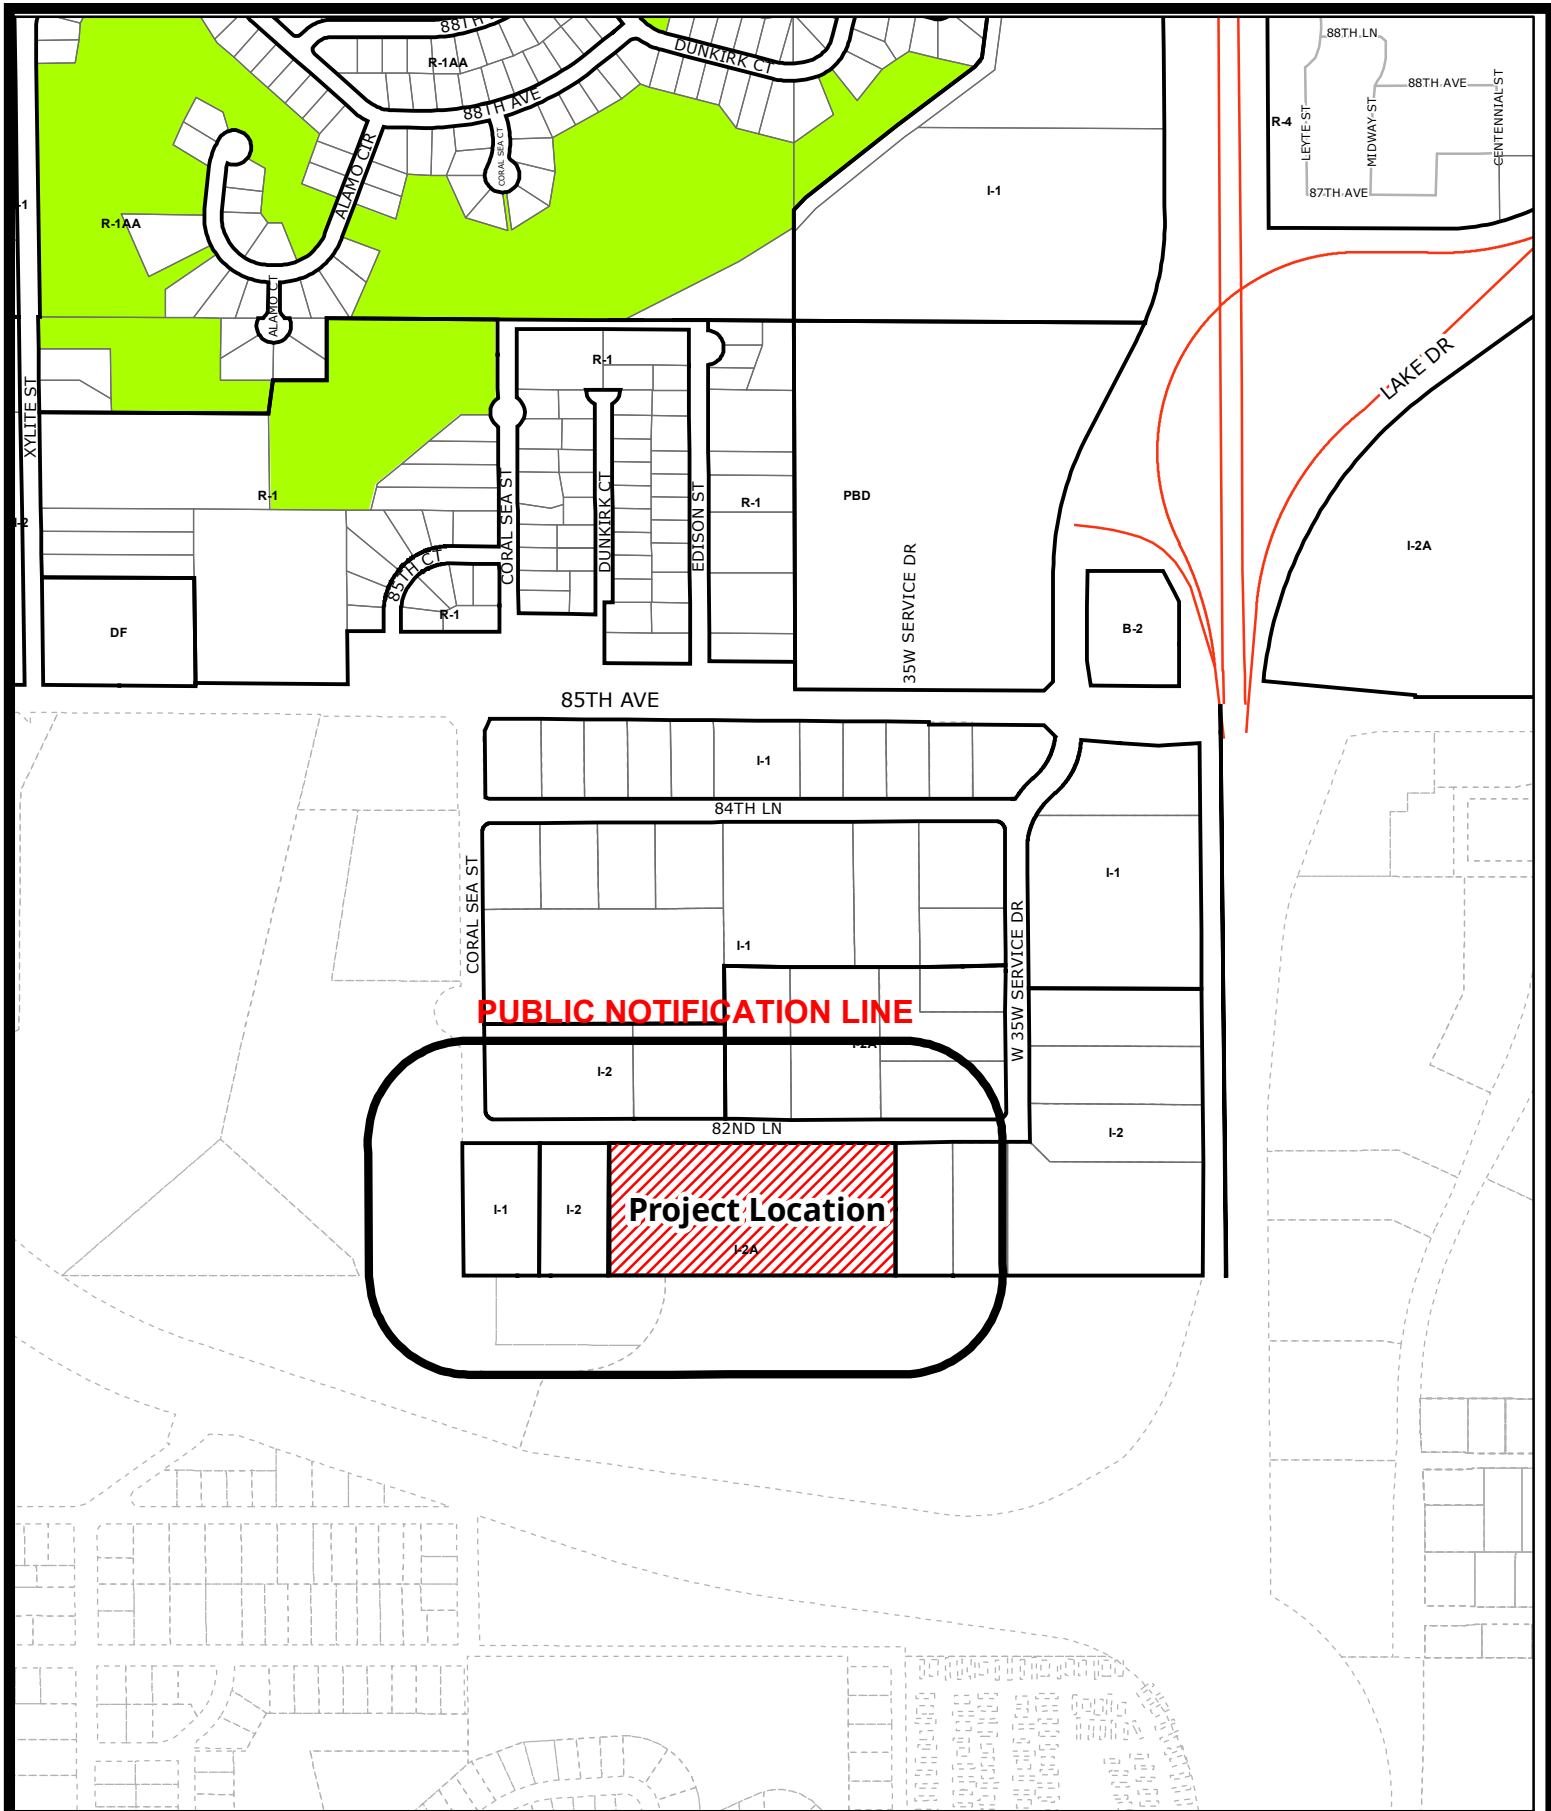 88TH
88TH LN
DUNKIRK CT
R-1AA
88TH AVE
88TH AVE
R-4
LEYTE ST
MIDWAY ST
CENTENNIAL ST
CORAL SEA CT
ALAMO CIR
I-1
87TH AVE
-1
R-1AA
ALAMO CT
R-1
LAKE DR
XYLITE ST
R-1
R-1
PBD
I-2
I-2A
CORAL SEA ST
DUNKIRK CT
EDISON ST
85TH CT
35W SERVICE DR
R-1
DF
B-2
85TH AVE
I-1
84TH LN
I-1
CORAL SEA ST
I-1
W 35W SERVICE DR
PUBLIC NOTIFICATION LINE
I-2A
I-2
82ND LN
I-2
I-1
I-2
Project Location
I-2A